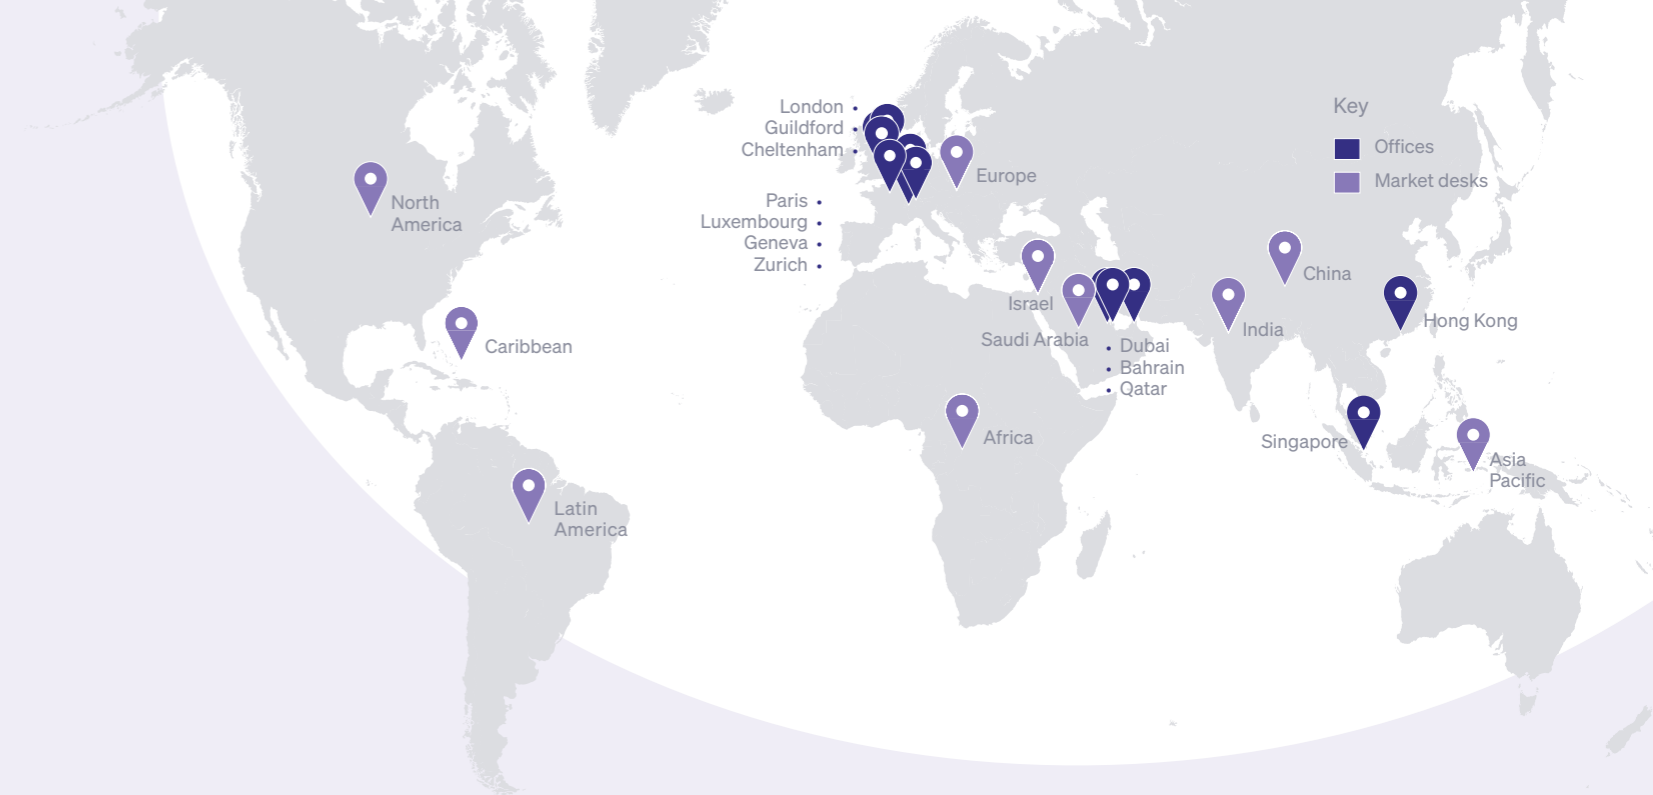 London
Guildford
Cheltenham
Paris
Luxembourg
Geneva
Zurich
Europe
Key
Offices
Market desks
North
America
Caribbean
Latin
America
Israel
Saudi Arabia
Dubai
Bahrain
Qatar
Africa
India
China
Hong Kong
Singapore
Asia
Pacific